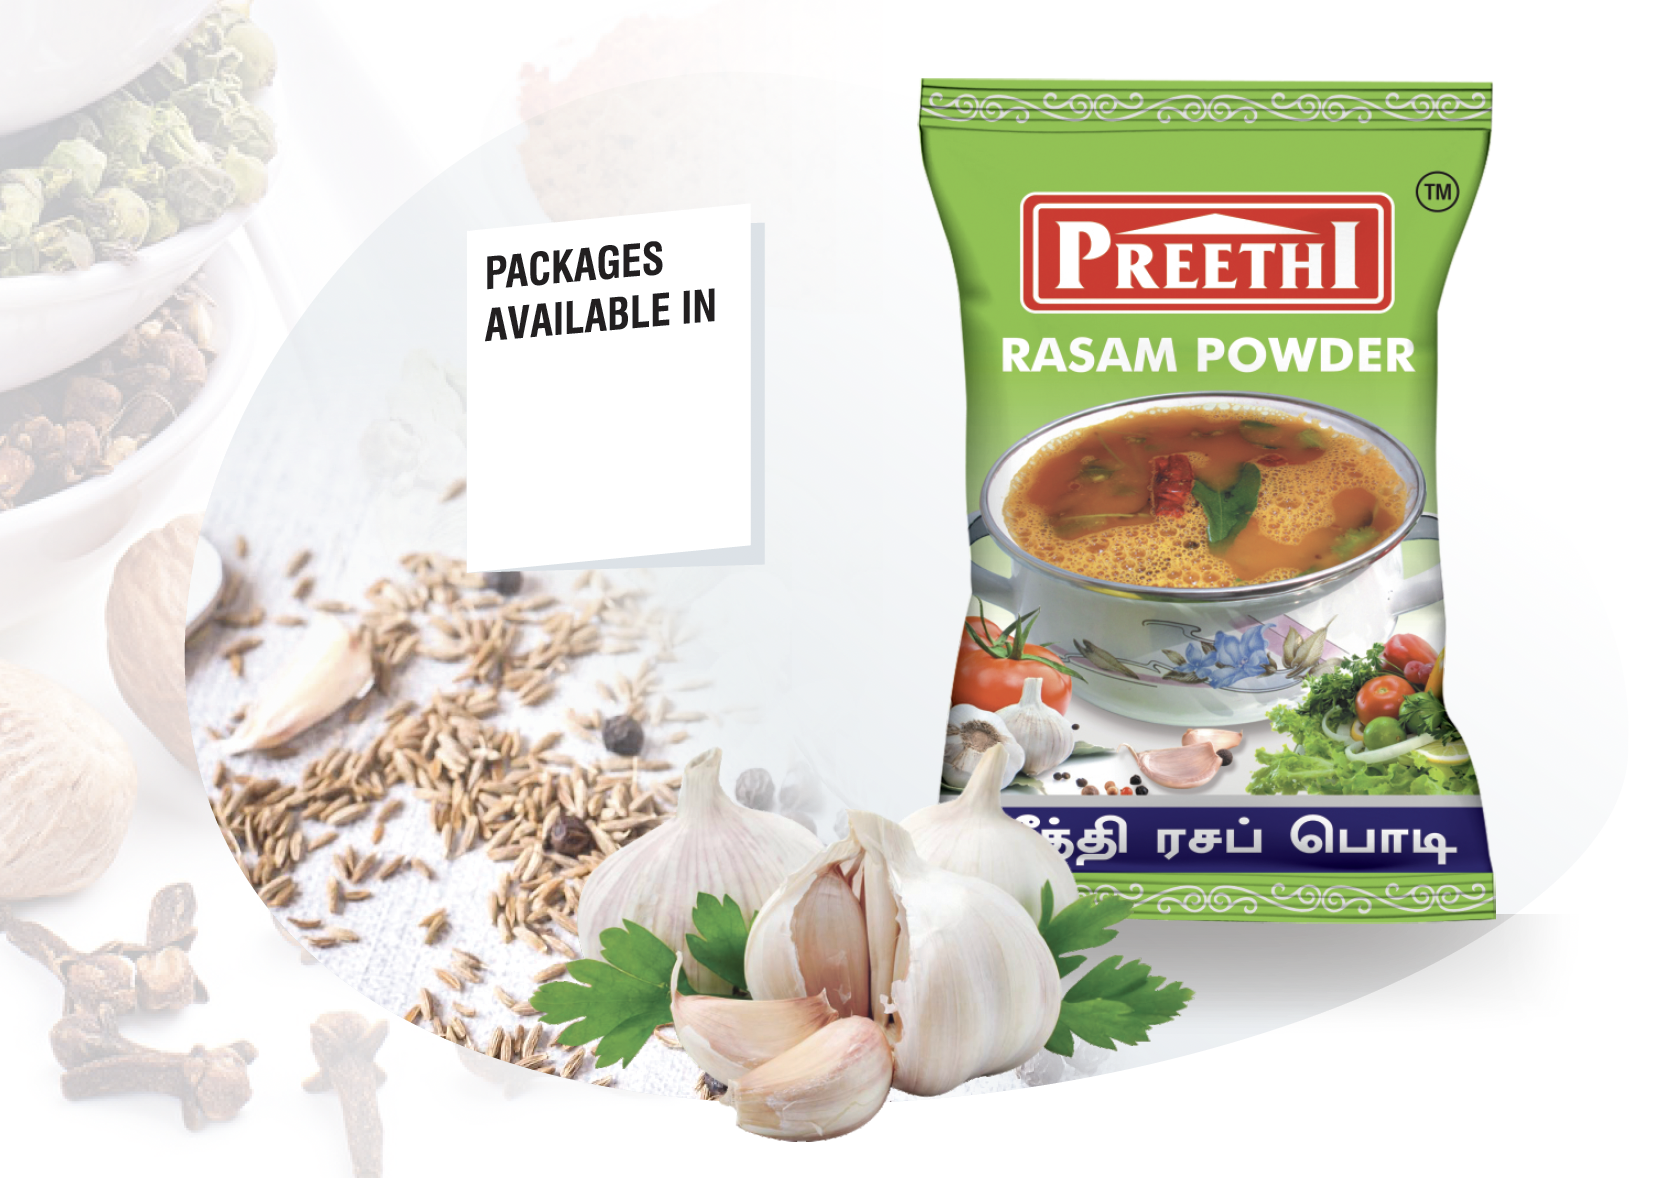 PACKAGES
AVAILABLE IN
TM
PREETHI
RASAM POWDER
ரசப் பொடி